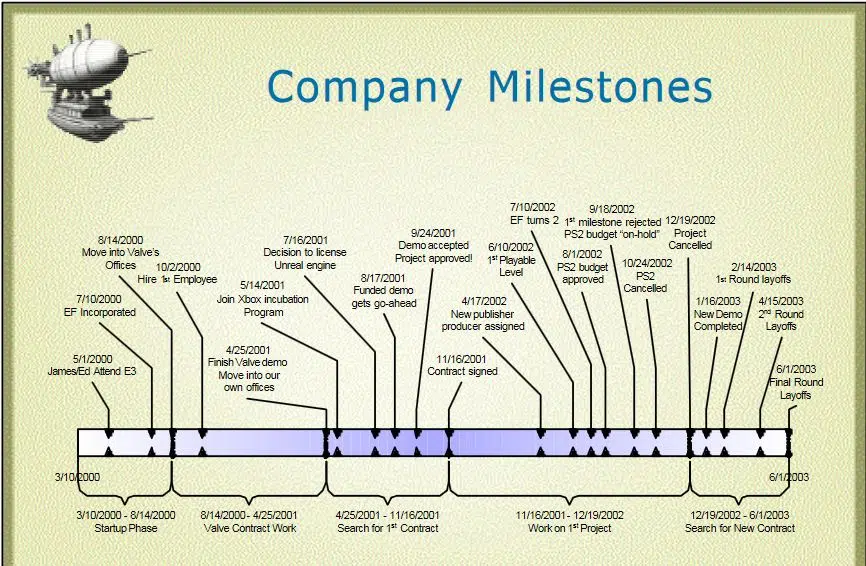 Company Milestones
8/14/2000
Move into Valve's
Offices
10/2/2000
Hire 1st Employee
7/10/2000
EF Incorporated
5/1/2000
James/Ed Attend E3
7/16/2001
Decision to license
Unreal engine
5/14/2001
Join Xbox incubation
Program
4/25/2001
Finish Valve demo
Move into our
own offices
8/17/2001
Funded demo
gets go-ahead
9/24/2001
Demo accepted
Project approved!
11/16/2001
Contract signed
4/17/2002
New publisher
producer assigned
6/10/2002
1st Playable
Level
7/10/2002
EF turns 2
8/1/2002
PS2 budget
approved
9/18/2002
1st milestone rejected
PS2 budget “on-hold”
10/24/2002
PS2
Cancelled
12/19/2002
Project
Cancelled
1/16/2003
New Demo
Completed
2/14/2003
1st Round layoffs
4/15/2003
2nd Round
Layoffs
6/1/2003
Final Round
Layoffs
3/10/2000
6/1/2003
3/10/2000 - 8/14/2000
Startup Phase
8/14/2000 - 4/25/2001
Valve Contract Work
4/25/2001 - 11/16/2001
Search for 1st Contract
11/16/2001 - 12/19/2002
Work on 1st Project
12/19/2002 - 6/1/2003
Search for New Contract